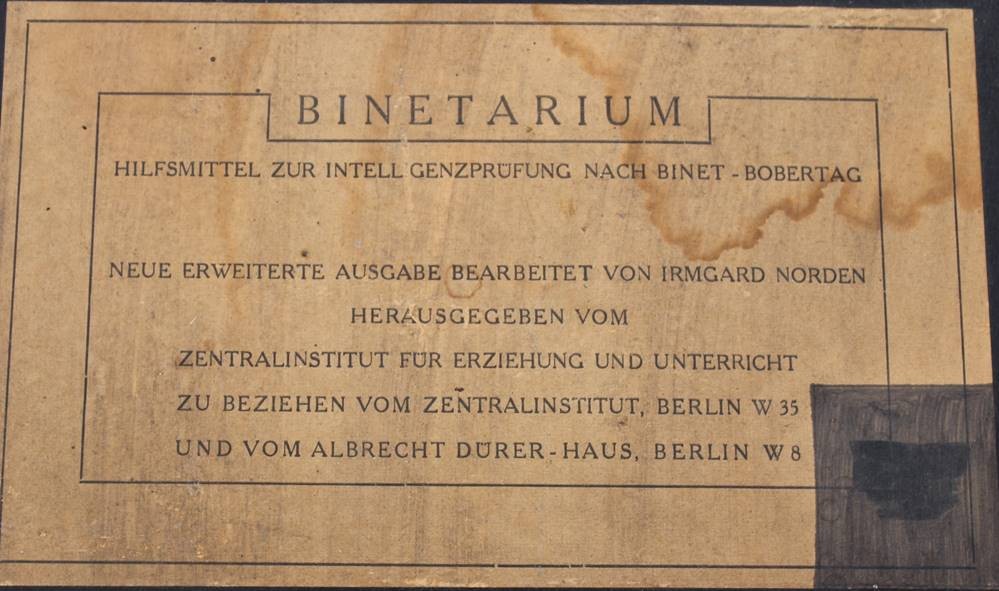 BINETARIUM
HILFSMITTEL ZUR INTELLIGENZPRÜFUNG NACH BINET - BOBERTAG
NEUE ERWEITERTE AUSGABE BEARBEITET VON IRMGARD NORDEN
HERAUSGEGEBEN VOM
ZENTRALINSTITUT FÜR ERZIEHUNG UND UNTERRICHT
ZU BEZIEHEN VOM ZENTRALINSTITUT, BERLIN W 35
UND VOM ALBRECHT DÜRER-HAUS, BERLIN W 8